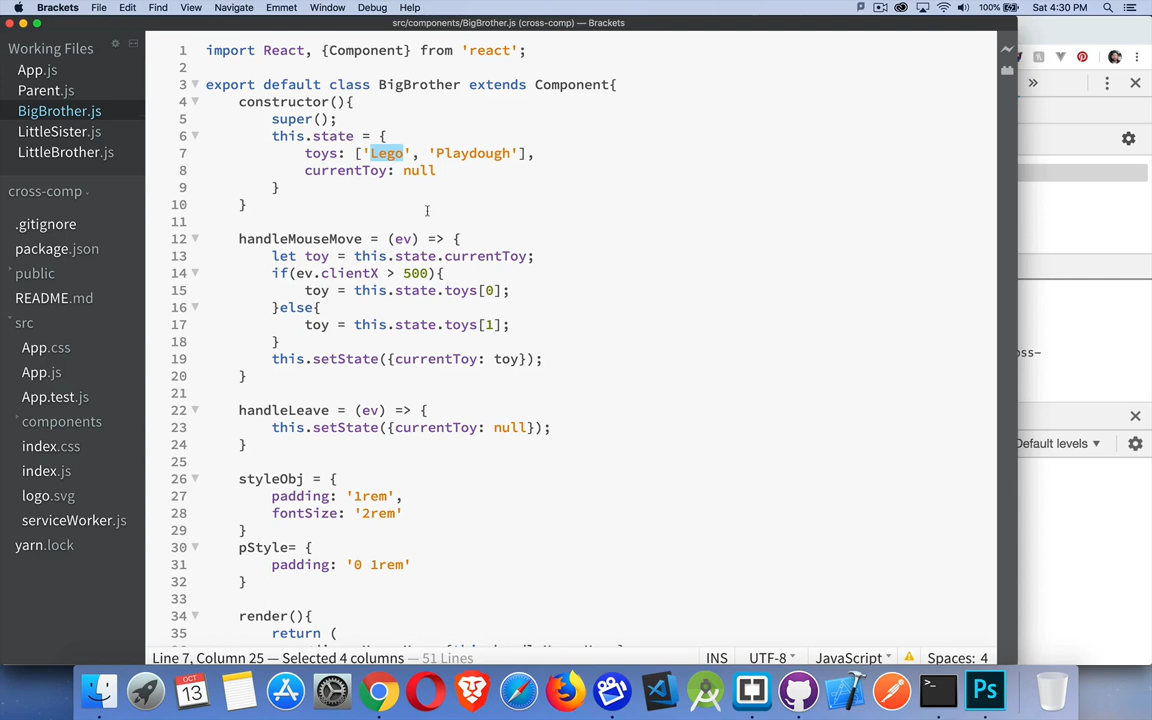 Brackets File Edit Find View Navigate Emmet Window Debug Help 100% Sat 4:30 PM
src/components/BigBrother.js (cross-comp) — Brackets
Working Files
App.js
Parent.js
BigBrother.js
LittleSister.js
LittleBrother.js
cross-comp
.gitignore
package.json
public
README.md
src
App.css
App.js
App.test.js
components
index.css
index.js
logo.svg
serviceWorker.js
yarn.lock
1 import React, {Component} from 'react';
2
3 export default class BigBrother extends Component{
4 constructor(){
5 super();
6 this.state = {
7 toys: ['Lego', 'Playdough'],
8 currentToy: null
9 }
10 }
11
12 handleMouseMove = (ev) => {
13 let toy = this.state.currentToy;
14 if(ev.clientX > 500){
15 toy = this.state.toys[0];
16 }else{
17 toy = this.state.toys[1];
18 }
19 this.setState({currentToy: toy});
20 }
21
22 handleLeave = (ev) => {
23 this.setState({currentToy: null});
24 }
25
26 styleObj = {
27 padding: '1rem',
28 fontSize: '2rem'
29 }
30 pStyle= {
31 padding: '0 1rem'
32 }
33
34 render(){
35 return (
Line 7, Column 25 — Selected 4 columns — 51 Lines
INS UTF-8 JavaScript Spaces: 4
»
oss-
Default levels
OCT
13
>_
Ps